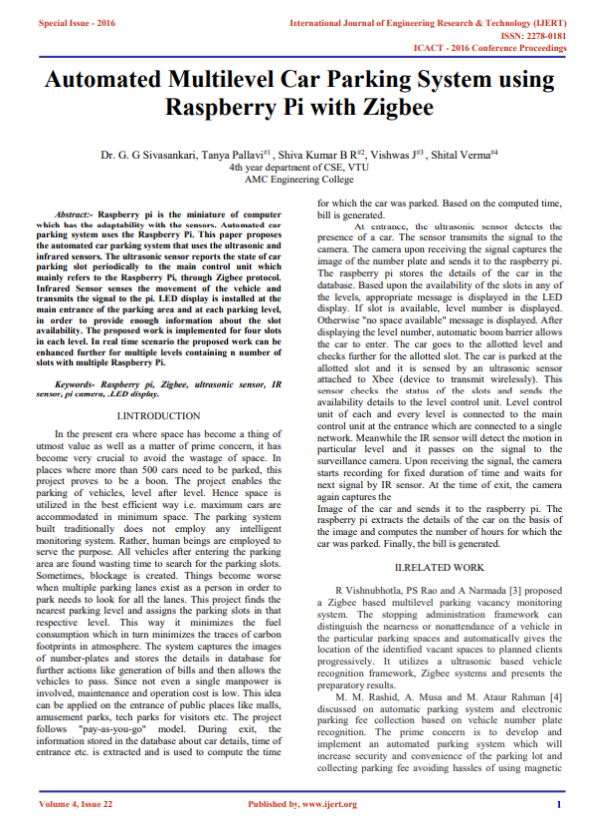 Special Issue - 2016
International Journal of Engineering Research & Technology (IJERT)
ISSN: 2278-0181
ICACT - 2016 Conference Proceedings
Automated Multilevel Car Parking System using
Raspberry Pi with Zigbee
Dr. G. G Sivasankari, Tanya Pallavi#1 , Shiva Kumar B R#2, Vishwas J#3 , Shital Verma#4
4th year department of CSE, VTU
AMC Engineering College
Abstract:- Raspberry pi is the miniature of computer
which has the adaptability with the sensors. Automated car
parking system uses the Raspberry Pi. This paper proposes
the automated car parking system that uses the ultrasonic and
infrared sensors. The ultrasonic sensor reports the state of car
parking slot periodically to the main control unit which
mainly refers to the Raspberry Pi, through Zigbee protocol.
Infrared Sensor senses the movement of the vehicle and
transmits the signal to the pi. LED display is installed at the
main entrance of the parking area and at each parking level,
in order to provide enough information about the slot
availability. The proposed work is implemented for four slots
in each level. In real time scenario the proposed work can be
enhanced further for multiple levels containing n number of
slots with multiple Raspberry Pi.
Keywords- Raspberry pi, Zigbee, ultrasonic sensor, IR
sensor, pi camera, .LED display.
I.INTRODUCTION
In the present era where space has become a thing of
utmost value as well as a matter of prime concern, it has
become very crucial to avoid the wastage of space. In
places where more than 500 cars need to be parked, this
project proves to be a boon. The project enables the
parking of vehicles, level after level. Hence space is
utilized in the best efficient way i.e. maximum cars are
accommodated in minimum space. The parking system
built traditionally does not employ any intelligent
monitoring system. Rather, human beings are employed to
serve the purpose. All vehicles after entering the parking
area are found wasting time to search for the parking slots.
Sometimes, blockage is created. Things become worse
when multiple parking lanes exist as a person in order to
park needs to look for all the lanes. This project finds the
nearest parking level and assigns the parking slots in that
respective level. This way it minimizes the fuel
consumption which in turn minimizes the traces of carbon
footprints in atmosphere. The system captures the images
of number-plates and stores the details in database for
further actions like generation of bills and then allows the
vehicles to pass. Since not even a single manpower is
involved, maintenance and operation cost is low. This idea
can be applied on the entrance of public places like malls,
amusement parks, tech parks for visitors etc. The project
follows "pay-as-you-go" model. During exit, the
information stored in the database about car details, time of
entrance etc. is extracted and is used to compute the time
for which the car was parked. Based on the computed time,
bill is generated.
At entrance, the ultrasonic sensor detects the
presence of a car. The sensor transmits the signal to the
camera. The camera upon receiving the signal captures the
image of the number plate and sends it to the raspberry pi.
The raspberry pi stores the details of the car in the
database. Based upon the availability of the slots in any of
the levels, appropriate message is displayed in the LED
display. If slot is available, level number is displayed.
Otherwise "no space available" message is displayed. After
displaying the level number, automatic boom barrier allows
the car to enter. The car goes to the allotted level and
checks further for the allotted slot. The car is parked at the
allotted slot and it is sensed by an ultrasonic sensor
attached to Xbee (device to transmit wirelessly). This
sensor checks the status of the slots and sends the
availability details to the level control unit. Level control
unit of each and every level is connected to the main
control unit at the entrance which are connected to a single
network. Meanwhile the IR sensor will detect the motion in
particular level and it passes on the signal to the
surveillance camera. Upon receiving the signal, the camera
starts recording for fixed duration of time and waits for
next signal by IR sensor. At the time of exit, the camera
again captures the
Image of the car and sends it to the raspberry pi. The
raspberry pi extracts the details of the car on the basis of
the image and computes the number of hours for which the
car was parked. Finally, the bill is generated.
II.RELATED WORK
R Vishnubhotla, PS Rao and A Narmada [3] proposed
a Zigbee based multilevel parking vacancy monitoring
system. The stopping administration framework can
distinguish the nearness or nonattendance of a vehicle in
the particular parking spaces and automatically gives the
location of the identified vacant spaces to planned clients
progressively. It utilizes a ultrasonic based vehicle
recognition framework, Zigbee systems and presents the
preparatory results.
M. M. Rashid, A. Musa and M. Ataur Rahman [4]
discussed on automatic parking system and electronic
parking fee collection based on vehicle number plate
recognition. The prime concern is to develop and
implement an automated parking system which will
increase security and convenience of the parking lot and
collecting parking fee avoiding hassles of using magnetic
Volume 4, Issue 22
Published by, www.ijert.org
1